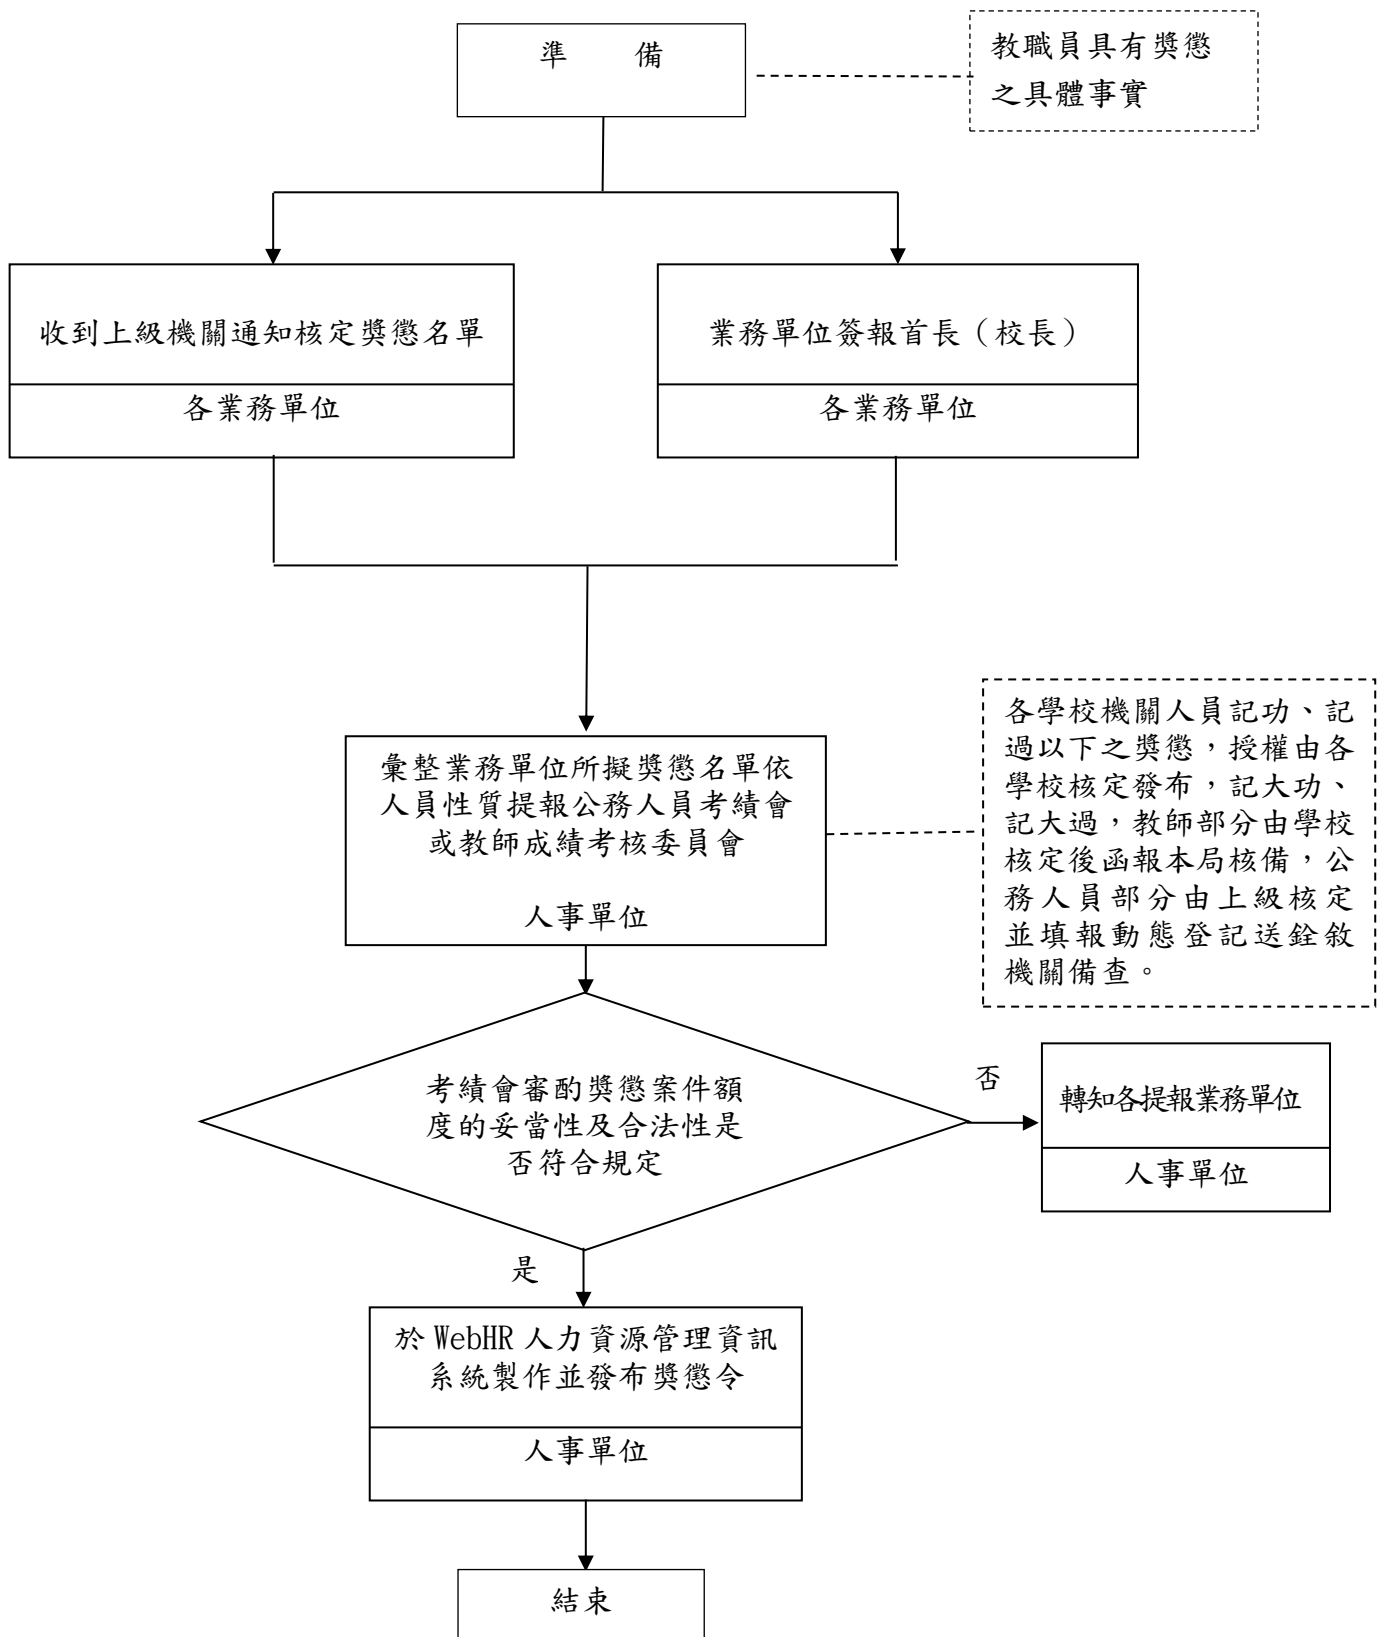 準　　備
教職員具有獎懲
之具體事實
收到上級機關通知核定獎懲名單
各業務單位
業務單位簽報首長（校長）
各業務單位
彙整業務單位所擬獎懲名單依
人員性質提報公務人員考績會
或教師成績考核委員會
人事單位
各學校機關人員記功、記
過以下之獎懲，授權由各
學校核定發布，記大功、
記大過，教師部分由學校
核定後函報本局核備，公
務人員部分由上級核定
並填報動態登記送銓敘
機關備查。
考績會審酌獎懲案件額
度的妥當性及合法性是
否符合規定
否
轉知各提報業務單位
人事單位
是
於 WebHR 人力資源管理資訊
系統製作並發布獎懲令
人事單位
結束